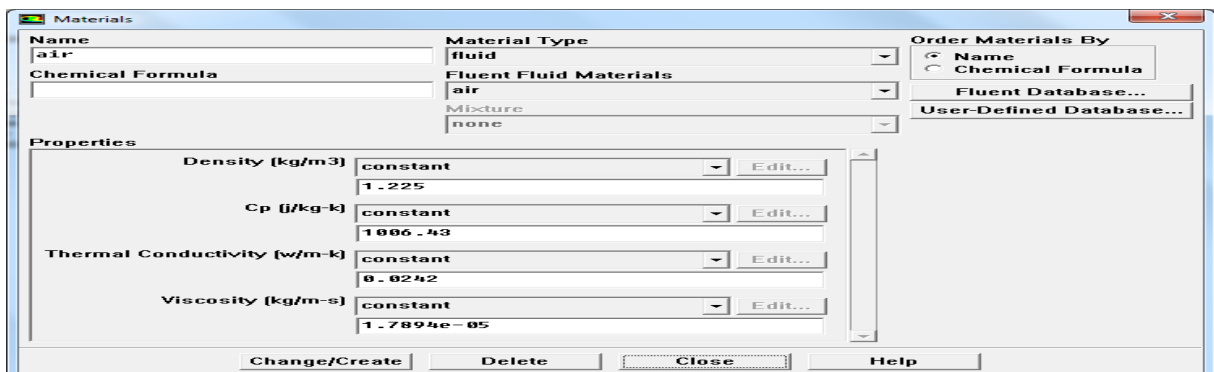 Materials
Name
air
Chemical Formula
Material Type
fluid
Fluent Fluid Materials
air
Mixture
none
Order Materials By
Name
Chemical Formula
Fluent Database...
User-Defined Database...
Properties
Density (kg/m3) constant Edit...
1.225
Cp (j/kg-k) constant Edit...
1006.43
Thermal Conductivity (w/m-k) constant Edit...
0.0242
Viscosity (kg/m-s) constant Edit...
1.7894e-05
Change/Create Delete Close Help